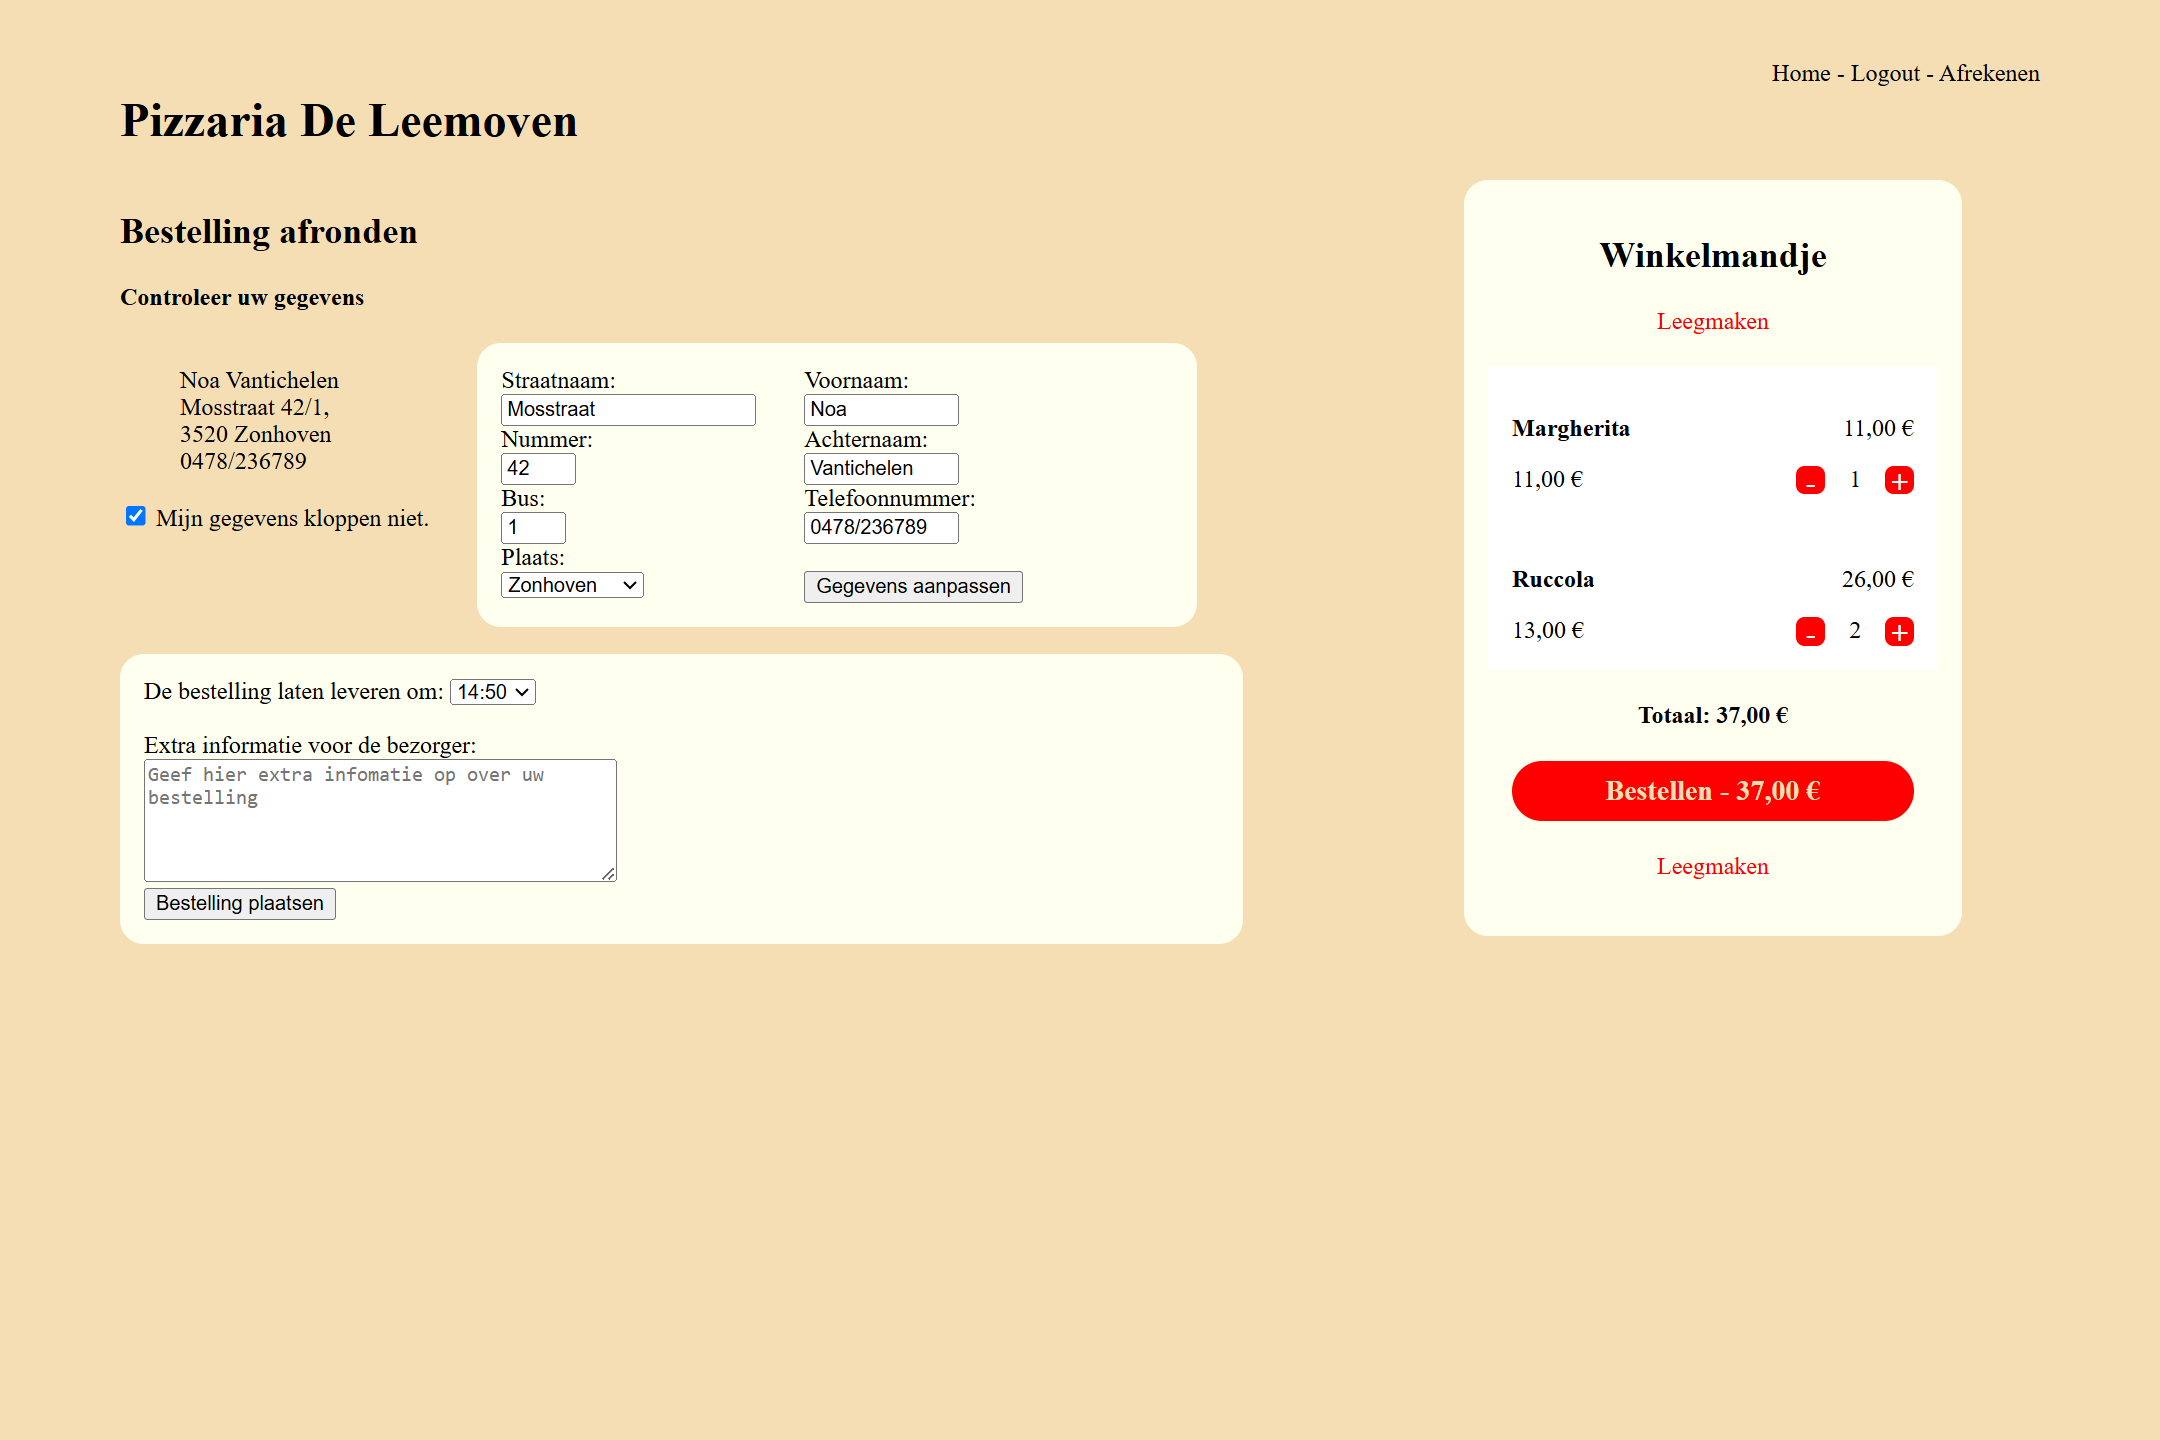 Home - Logout - Afrekenen
Pizzaria De Leemoven
Bestelling afronden
Controleer uw gegevens
Noa Vantichelen
Mosstraat 42/1,
3520 Zonhoven
0478/236789
Mijn gegevens kloppen niet.
Straatnaam:
Mosstraat
Nummer:
42
Bus:
1
Plaats:
Zonhoven
Voornaam:
Noa
Achternaam:
Vantichelen
Telefoonnummer:
0478/236789
Gegevens aanpassen
De bestelling laten leveren om: 14:50
Extra informatie voor de bezorger:
Geef hier extra infomatie op over uw
bestelling
Bestelling plaatsen
Winkelmandje
Leegmaken
Margherita 11,00 €
11,00 € - 1 +
Ruccola 26,00 €
13,00 € - 2 +
Totaal: 37,00 €
Bestellen - 37,00 €
Leegmaken